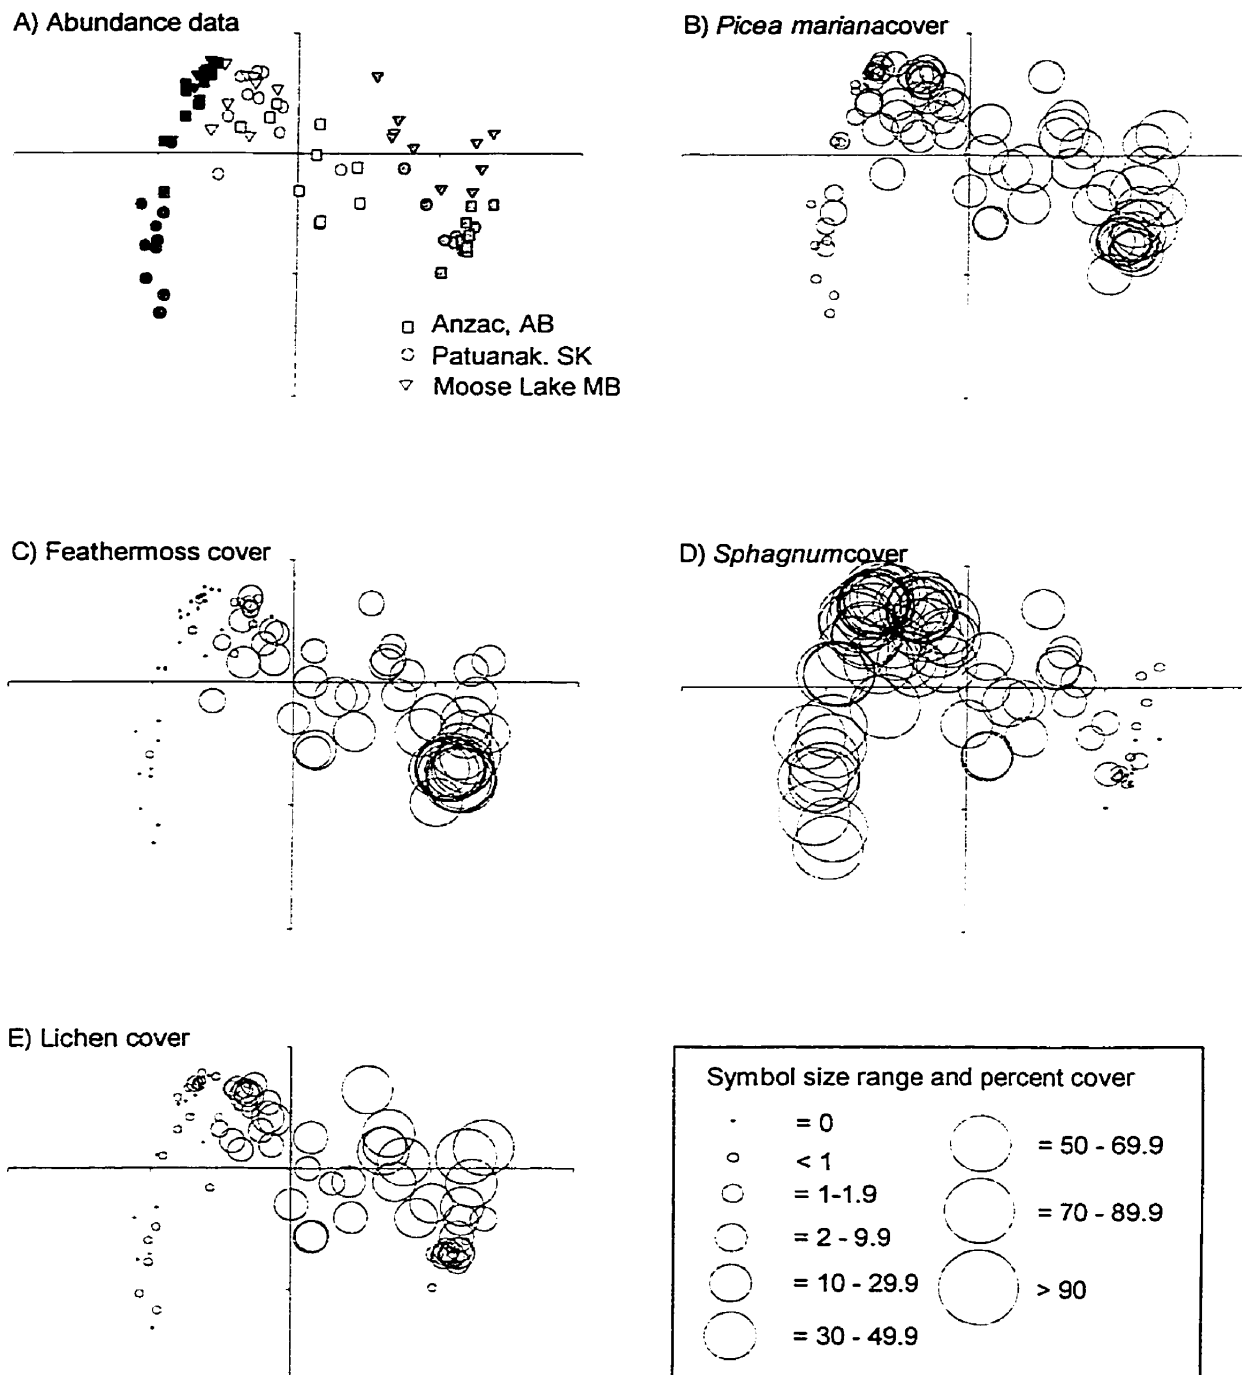 A) Abundance data
B) Picea marianacover
□ Anzac, AB
○ Patuanak. SK
▽ Moose Lake MB
C) Feathermoss cover
D) Sphagnumcover
E) Lichen cover
Symbol size range and percent cover
= 0
< 1
= 1-1.9
= 2 - 9.9
= 10 - 29.9
= 30 - 49.9
= 50 - 69.9
= 70 - 89.9
> 90